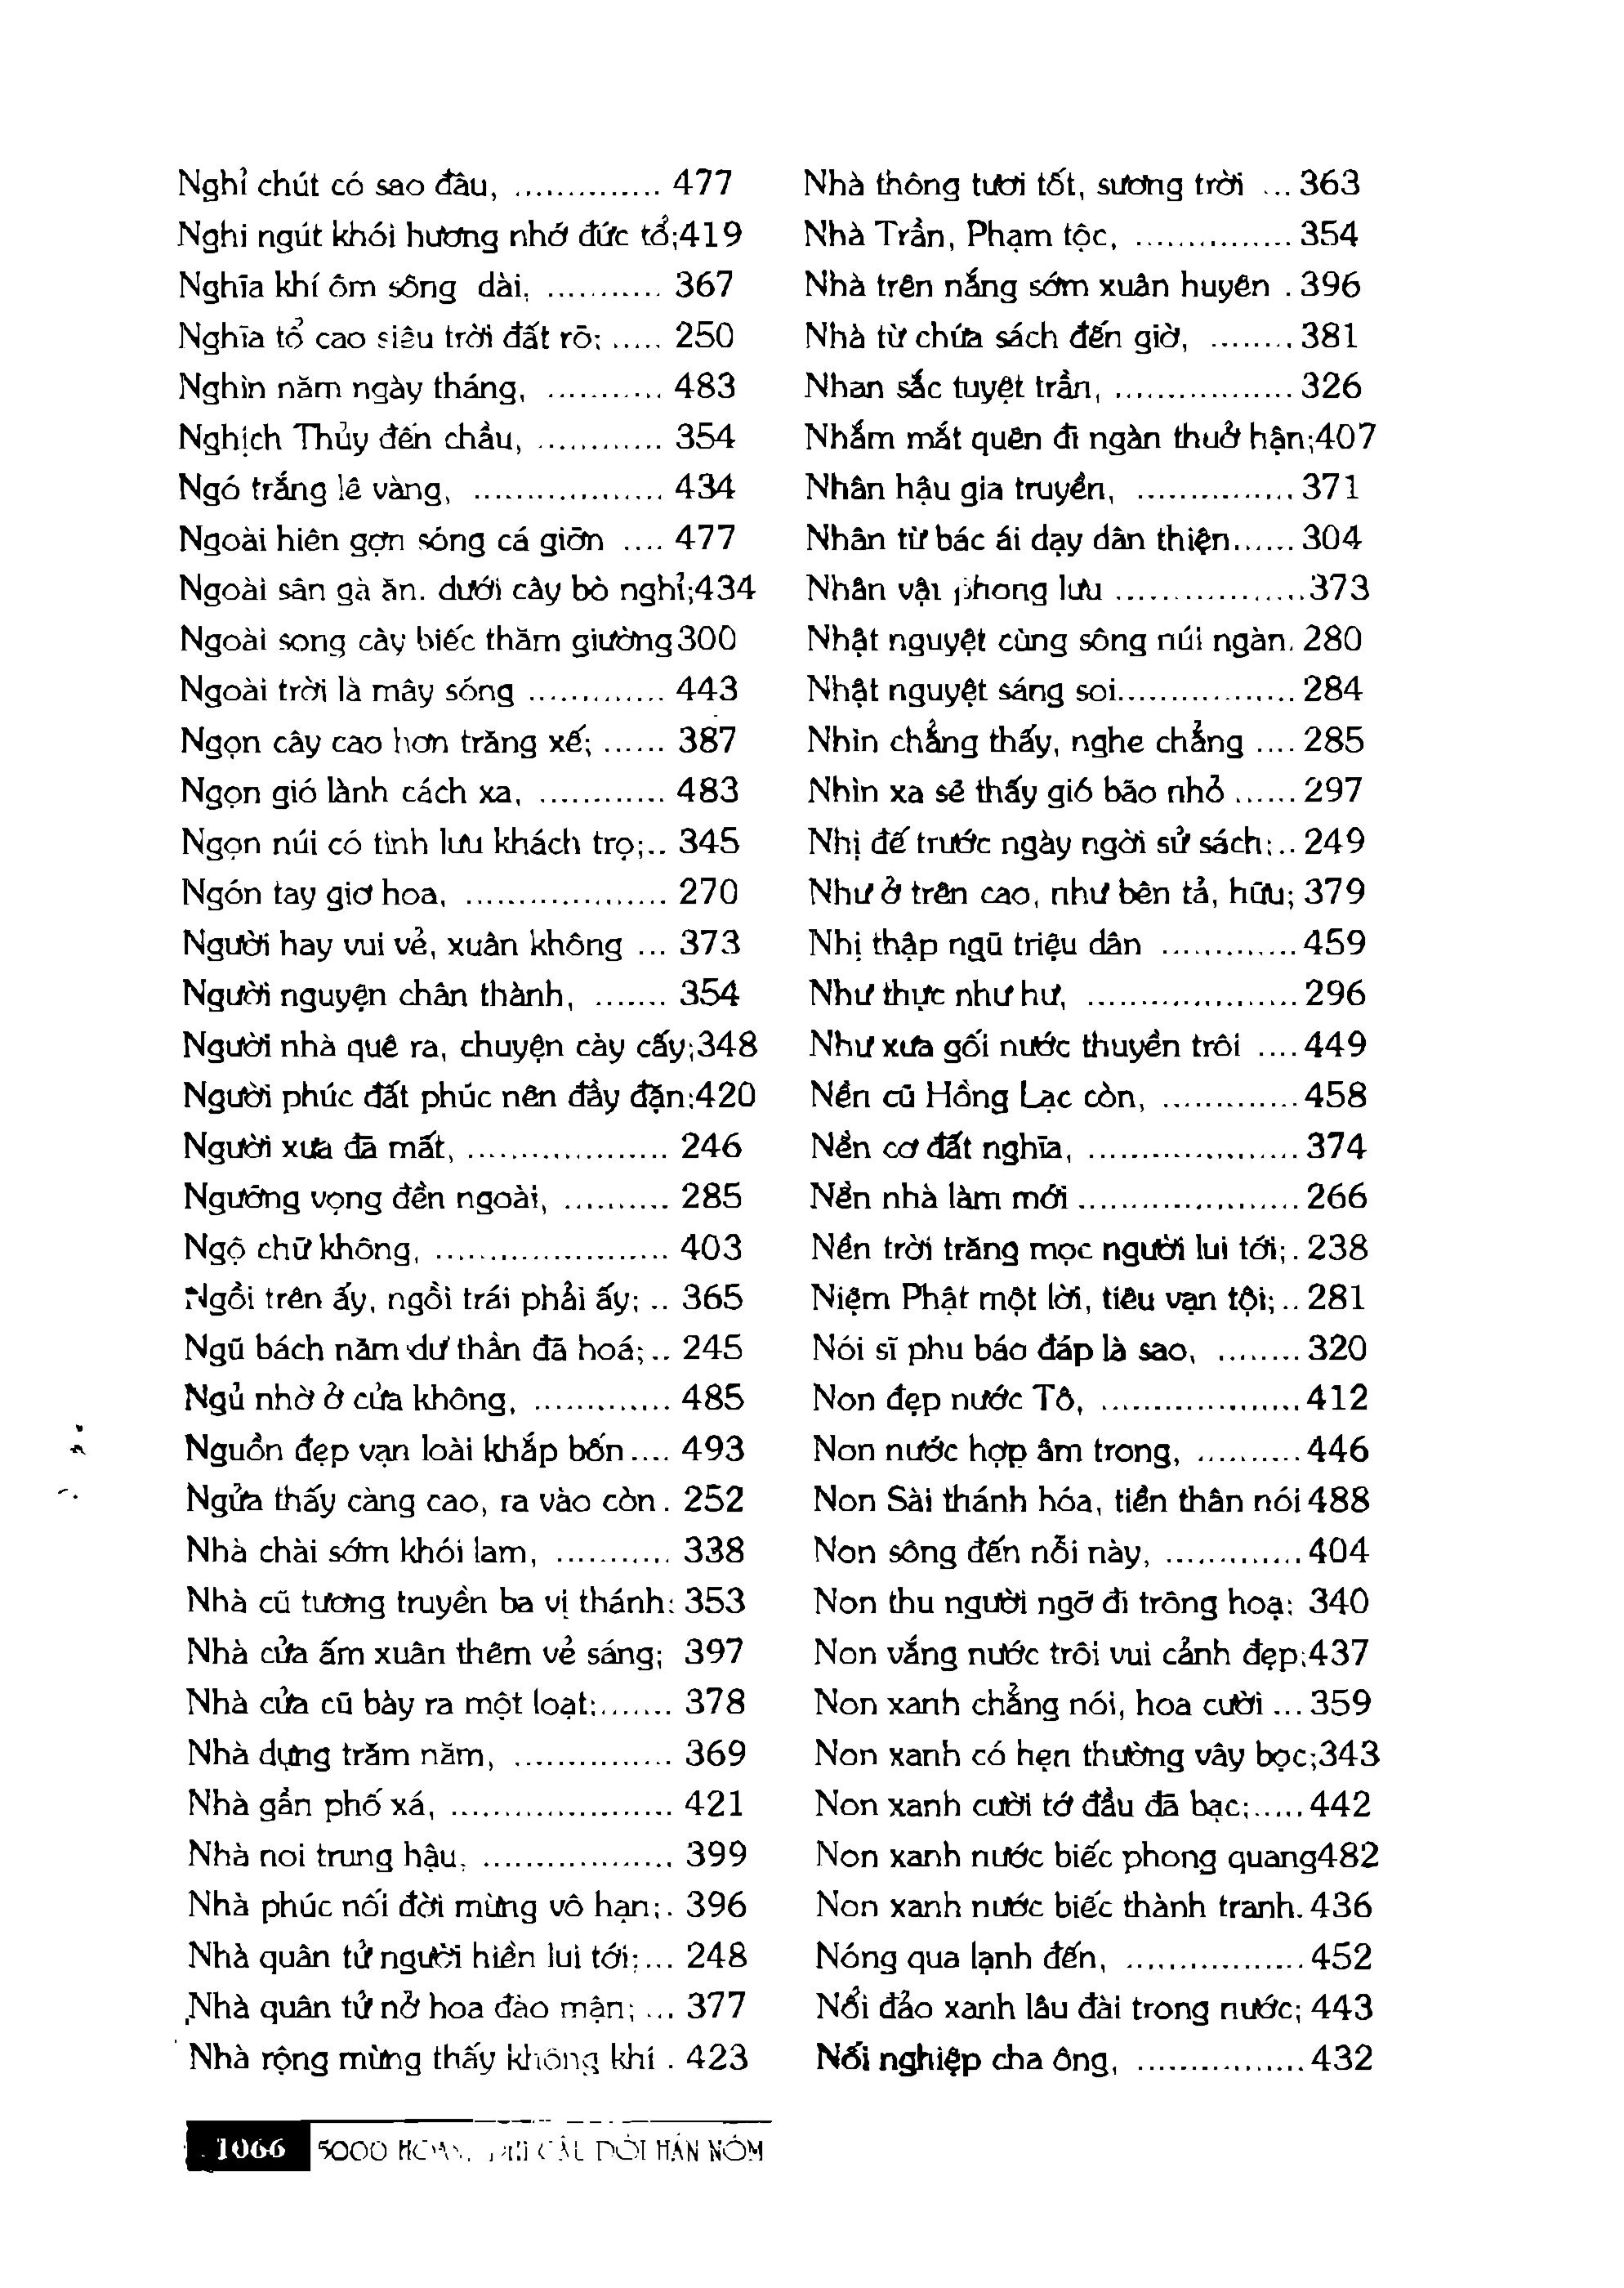 Nghỉ chút có sao đâu, .............. 477
Nghi ngút khói hương nhớ đức tổ;419
Nghĩa khí ôm sông dài, ........... 367
Nghĩa tổ cao siêu trời đất rõ; ..... 250
Nghìn năm ngày tháng, ........... 483
Nghịch Thủy đến chầu, ............ 354
Ngó trắng lê vàng, .................. 434
Ngoài hiên gợn sóng cá giỡn .... 477
Ngoài sân gà ăn. dưới cây bò nghỉ;434
Ngoài song cây biếc thăm giường300
Ngoài trời là mây sóng ............. 443
Ngọn cây cao hơn trăng xế; ...... 387
Ngọn gió lành cách xa, ............ 483
Ngọn núi có tình lưu khách trọ;.. 345
Ngón tay giơ hoa, ................... 270
Người hay vui vẻ, xuân không ... 373
Người nguyện chân thành, ....... 354
Người nhà quê ra, chuyện cày cấy;348
Người phúc đất phúc nên đầy đặn;420
Người xưa đã mất, ................... 246
Ngưỡng vọng đền ngoài, .......... 285
Ngộ chữ không, ...................... 403
Ngồi trên ấy, ngồi trái phải ấy; .. 365
Ngũ bách năm dư thần đã hoá; .. 245
Ngủ nhờ ở cửa không, ............. 485
Nguồn đẹp vạn loài khắp bốn .... 493
Ngửa thấy càng cao, ra vào còn . 252
Nhà chài sớm khói lam, ........... 338
Nhà cũ tương truyền ba vị thánh; 353
Nhà cửa ấm xuân thêm vẻ sáng; 397
Nhà cửa cũ bày ra một loạt;....... 378
Nhà dựng trăm năm, ............... 369
Nhà gần phố xá, ..................... 421
Nhà noi trung hậu, .................. 399
Nhà phúc nối đời mừng vô hạn; . 396
Nhà quân tử người hiền lui tới;... 248
Nhà quân tử nở hoa đào mận; ... 377
Nhà rộng mừng thấy không khí . 423
Nhà thông tươi tốt, sương trời ... 363
Nhà Trần, Phạm tộc, ............... 354
Nhà trên nắng sớm xuân huyên . 396
Nhà từ chứa sách đến giờ, ........ 381
Nhan sắc tuyệt trần, ................. 326
Nhắm mắt quên đi ngàn thuở hận;407
Nhân hậu gia truyền, ............... 371
Nhân từ bác ái dạy dân thiện...... 304
Nhân vật phong lưu ..................373
Nhật nguyệt cùng sông núi ngàn. 280
Nhật nguyệt sáng soi................. 284
Nhìn chẳng thấy, nghe chẳng .... 285
Nhìn xa sẽ thấy gió bão nhỏ ...... 297
Nhị đế trước ngày ngời sử sách; .. 249
Như ở trên cao, như bên tả, hữu; 379
Nhị thập ngũ triệu dân ............. 459
Như thực như hư, .................... 296
Như xưa gối nước thuyền trôi .... 449
Nền cũ Hồng Lạc còn, ............. 458
Nền cơ đất nghĩa, .................... 374
Nền nhà làm mới ..................... 266
Nền trời trăng mọc người lui tới; . 238
Niệm Phật một lời, tiêu vạn tội; .. 281
Nói sĩ phu báo đáp là sao, ........ 320
Non đẹp nước Tô, ................... 412
Non nước hợp âm trong, .......... 446
Non Sài thánh hóa, tiền thân nói 488
Non sông đến nỗi này, ............. 404
Non thu người ngỡ đi trông hoạ; 340
Non vắng nước trôi vui cảnh đẹp;437
Non xanh chẳng nói, hoa cười ... 359
Non xanh có hẹn thường vây bọc;343
Non xanh cười tớ đầu đã bạc;..... 442
Non xanh nước biếc phong quang482
Non xanh nước biếc thành tranh. 436
Nóng qua lạnh đến, ................. 452
Nổi đảo xanh lâu đài trong nước; 443
Nối nghiệp cha ông, ................ 432
1066 5000 HOÀNH PHI CÂU ĐỐI HÁN NÔM